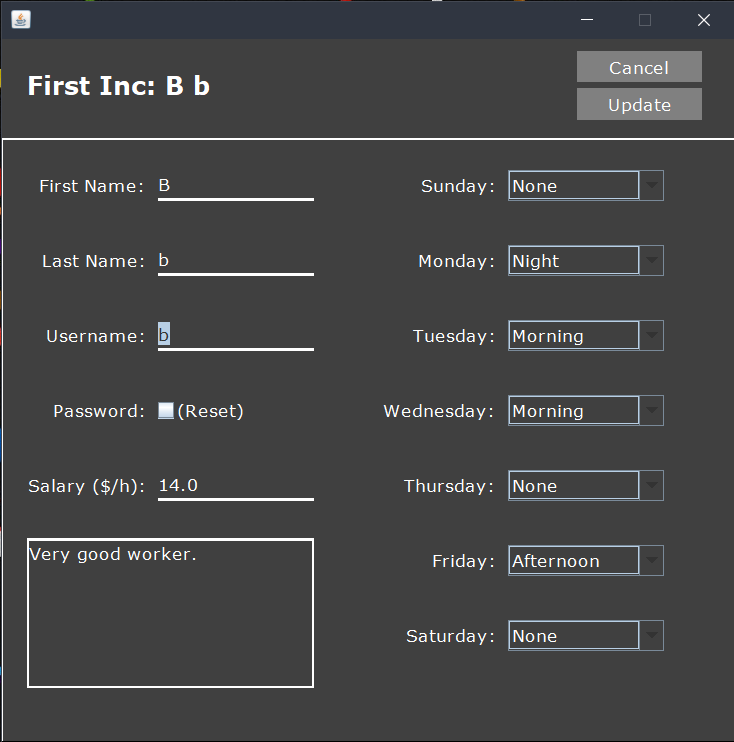 First Inc: B b
Cancel
Update
First Name: B
Last Name: b
Username: b
Password: (Reset)
Salary ($/h): 14.0
Very good worker.
Sunday: None
Monday: Night
Tuesday: Morning
Wednesday: Morning
Thursday: None
Friday: Afternoon
Saturday: None